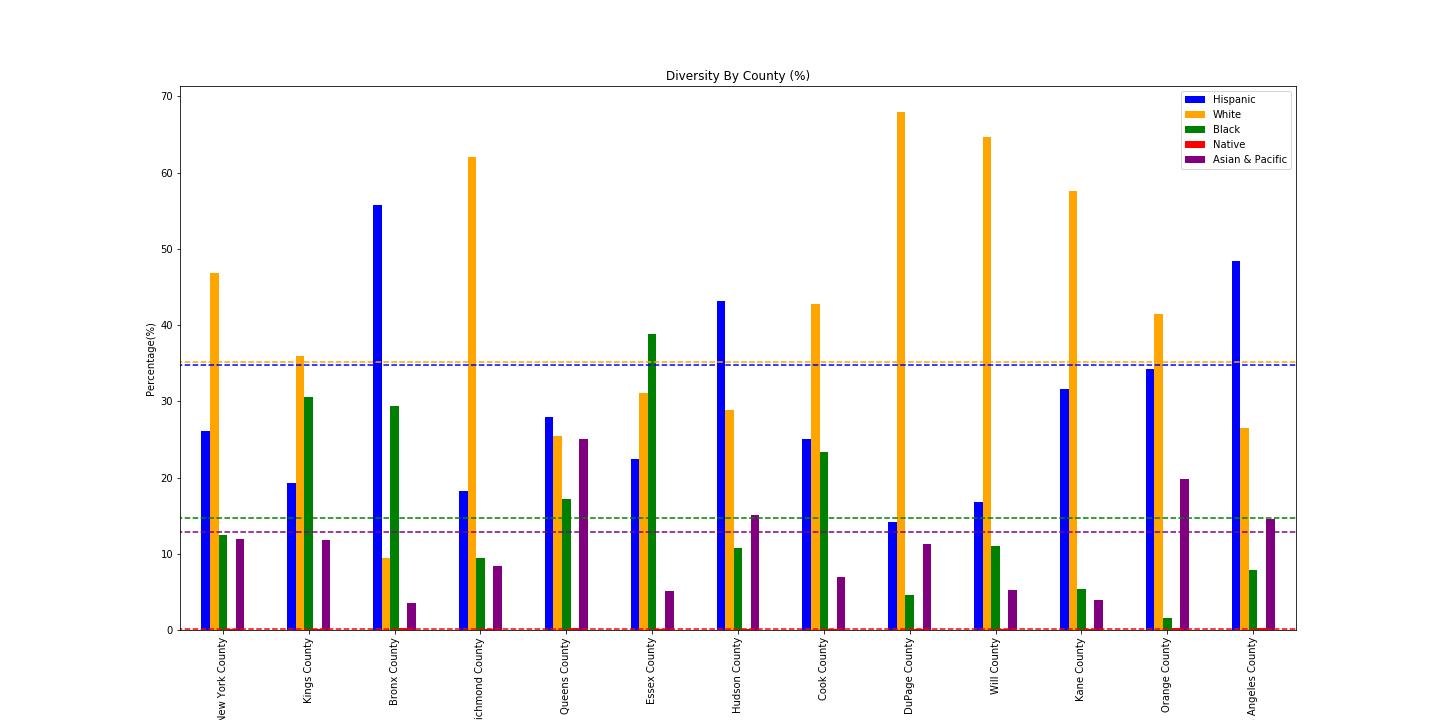 Diversity By County (%)
Hispanic
White
Black
Native
Asian & Pacific
Percentage(%)
70
60
50
40
30
20
10
0
New York County
Kings County
Bronx County
ichmond County
Queens County
Essex County
Hudson County
Cook County
DuPage County
Will County
Kane County
Orange County
Angeles County